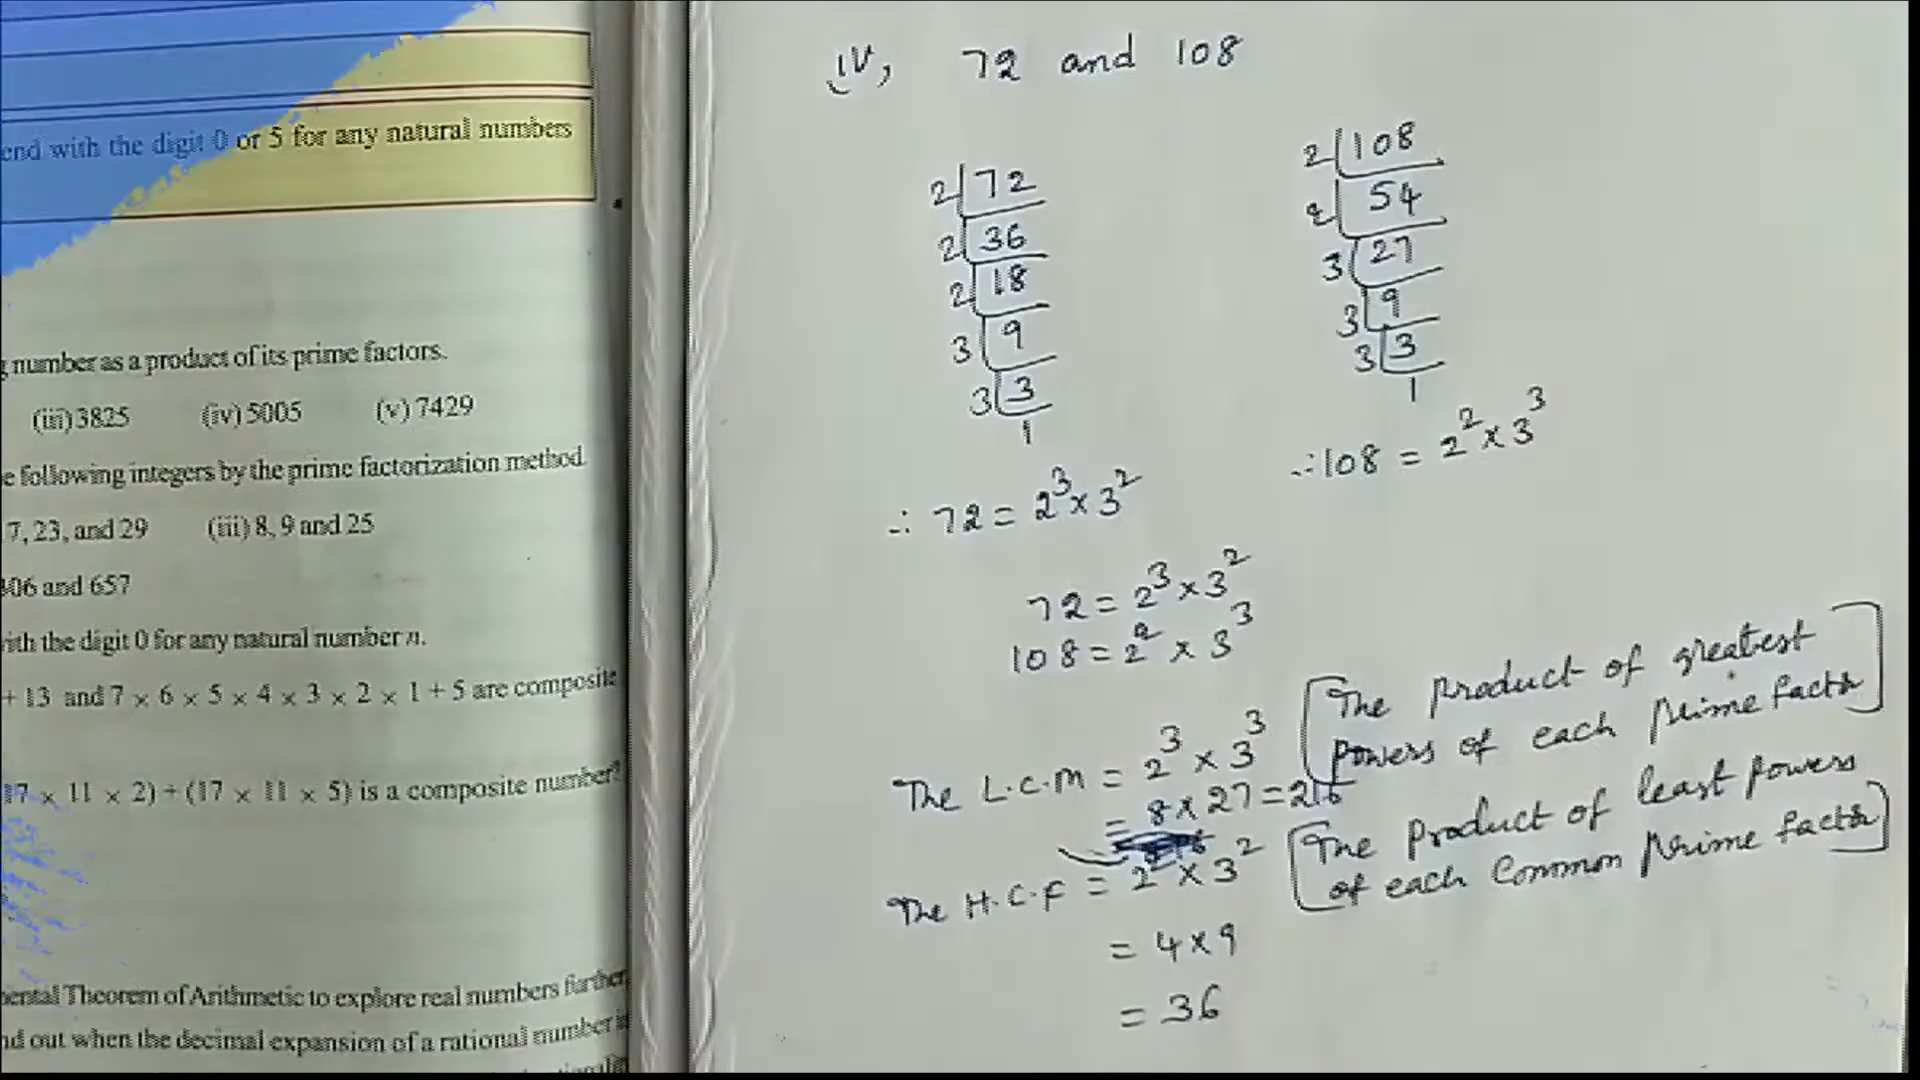 end with the digit 0 or 5 for any natural numbers
number as a product of its prime factors.
(iii) 3825 (iv) 5005 (v) 7429
following integers by the prime factorization method.
7, 23, and 29 (iii) 8, 9 and 25
306 and 657
with the digit 0 for any natural number n.
+ 13 and 7 × 6 × 5 × 4 × 3 × 2 × 1 + 5 are composite
17 × 11 × 2) + (17 × 11 × 5) is a composite number?
Theorem of Arithmetic to explore real numbers further,
out when the decimal expansion of a rational number
iv, 72 and 108
2 72
2 36
2 18
3 9
3 3
1
2 108
2 54
3 27
3 9
3 3
1
∴ 72 = 2³ × 3²
∴ 108 = 2² × 3³
72 = 2³ × 3²
108 = 2² × 3³
The L.C.M = 2³ × 3³ [The product of greatest
powers of each prime factor]
= 8 × 27 = 216
The H.C.F = 2² × 3² [The product of least powers
of each common prime factor]
= 4 × 9
= 36